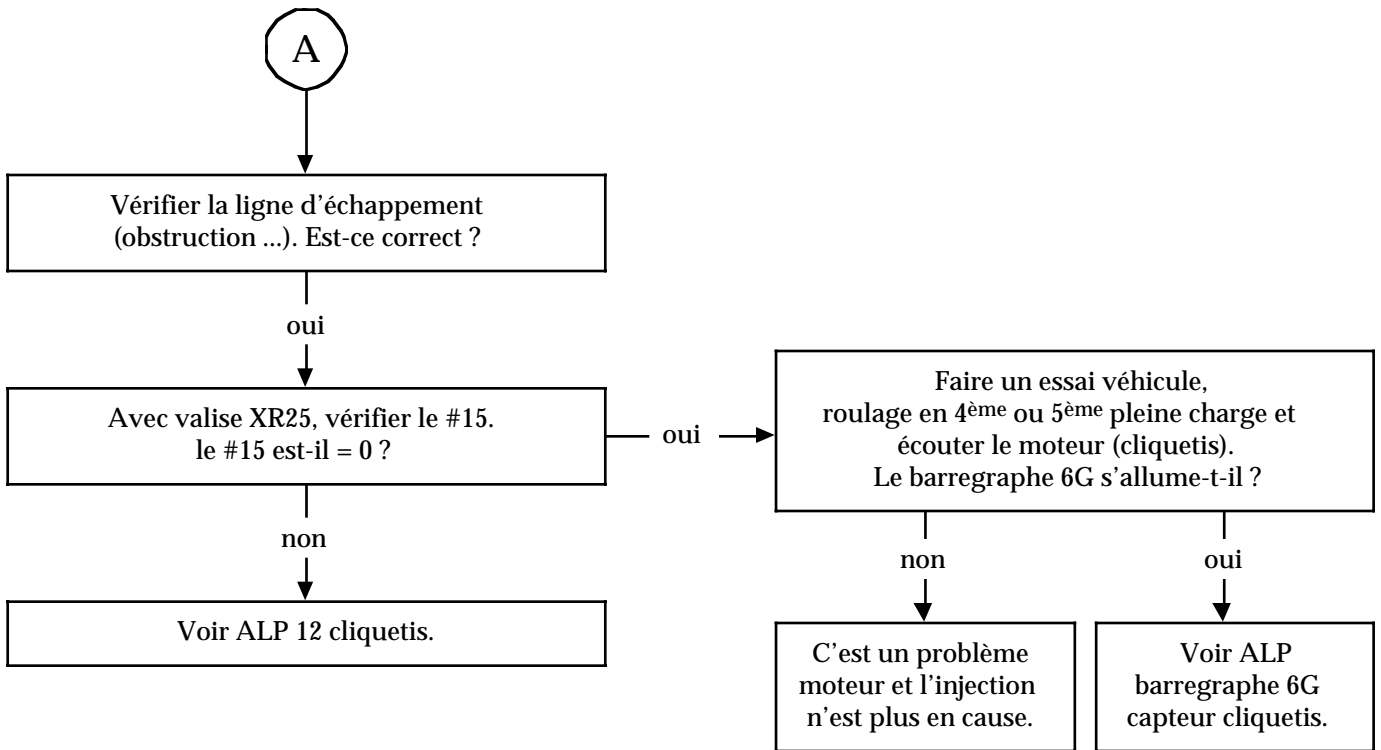 A
Vérifier la ligne d’échappement
(obstruction ...). Est-ce correct ?
oui
Avec valise XR25, vérifier le #15.
le #15 est-il = 0 ?
oui
Faire un essai véhicule,
roulage en 4ème ou 5ème pleine charge et
écouter le moteur (cliquetis).
Le barregraphe 6G s’allume-t-il ?
non
Voir ALP 12 cliquetis.
non
C’est un problème
moteur et l’injection
n’est plus en cause.
oui
Voir ALP
barregraphe 6G
capteur cliquetis.